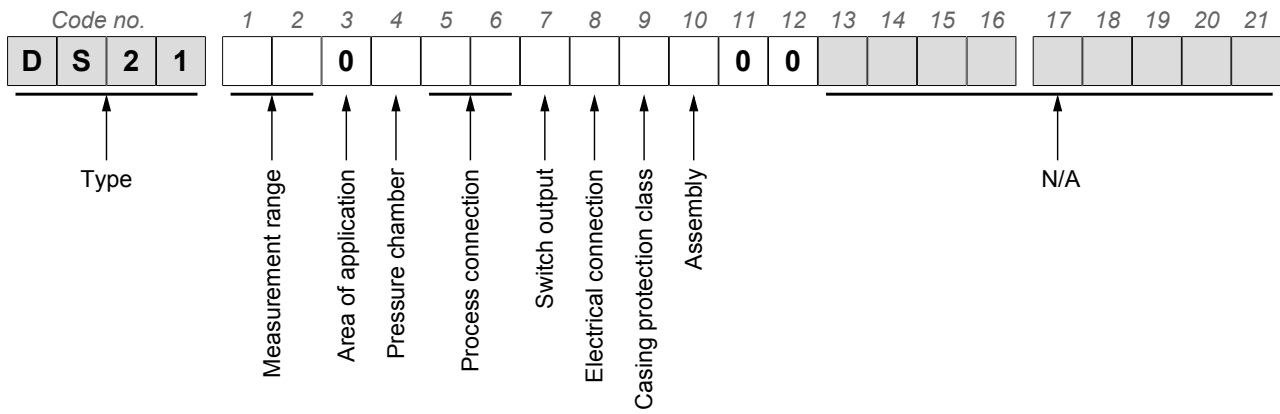 Code no. 1 2 3 4 5 6 7 8 9 10 11 12 13 14 15 16 17 18 19 20 21
D S 2 1 0 0 0
Type
Measurement range
Area of application
Pressure chamber
Process connection
Switch output
Electrical connection
Casing protection class
Assembly
N/A